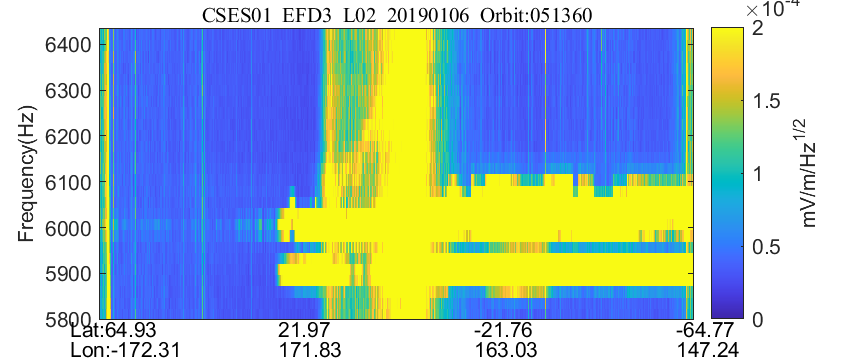 CSES01 EFD3 L02 20190106 Orbit:051360
×10⁻⁴
6400
6300
6200
6100
6000
5900
5800
Frequency(Hz)
2
1.5
1
0.5
0
mV/m/Hz^1/2
Lat:64.93 21.97 -21.76 -64.77
Lon:-172.31 171.83 163.03 147.24